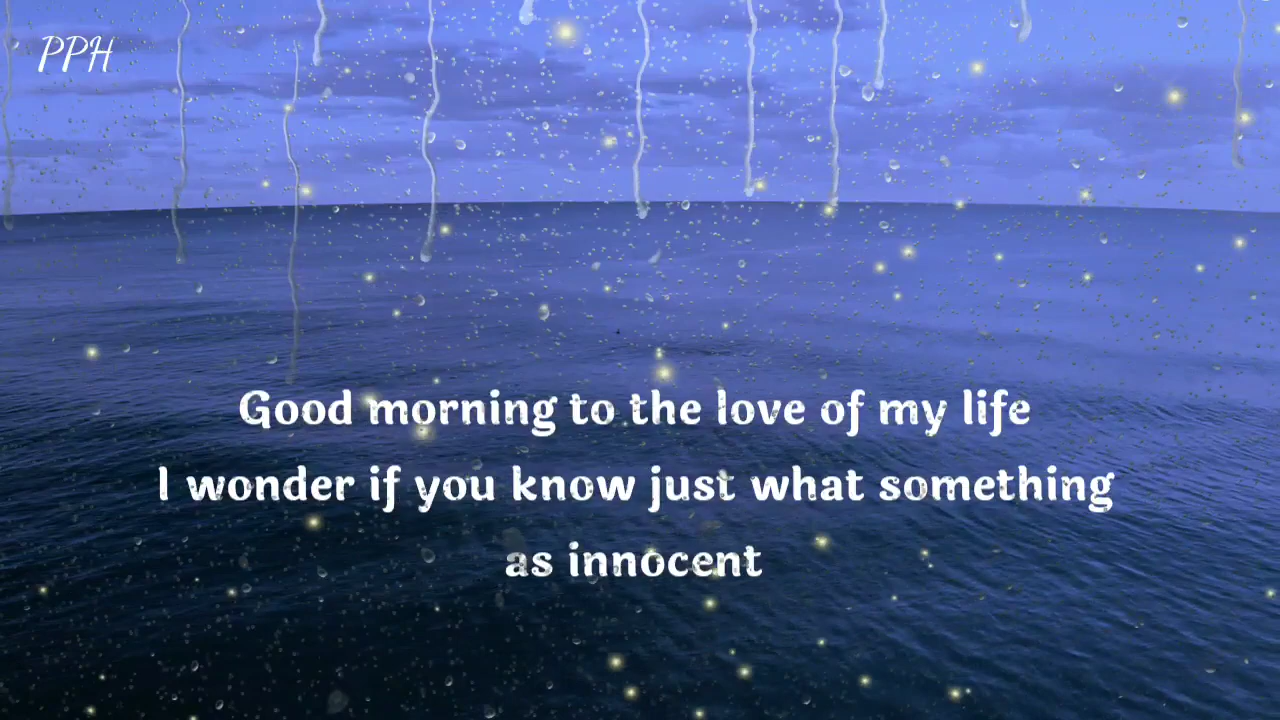 PPH
Good morning to the love of my life
I wonder if you know just what something
as innocent